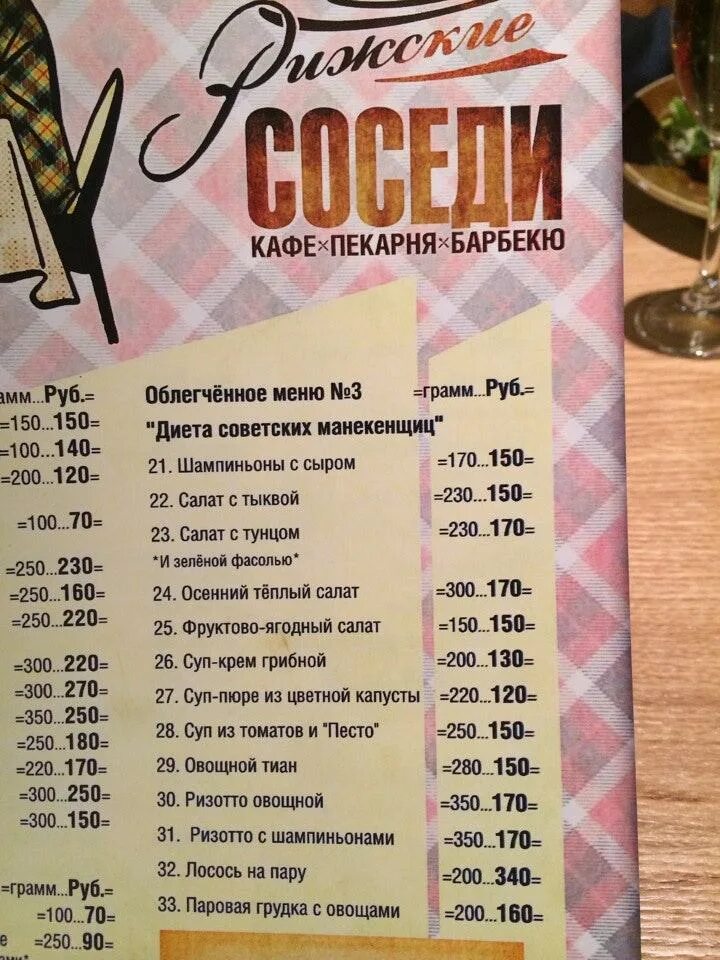 Рижские
СОСЕДИ
КАФЕ×ПЕКАРНЯ×БАРБЕКЮ
Руб.=
=150...150=
=100...140=
=200...120=
=100...70=
=250...230=
=250...160=
=250...220=
=300...220=
=300...270=
=350...250=
=250...180=
=220...170=
=300...250=
=300...150=
=грамм...Руб.=
=100...70=
=250...90=
Облегчённое меню №3 =грамм...Руб.=
"Диета советских манекенщиц"
21. Шампиньоны с сыром =170...150=
22. Салат с тыквой =230...150=
23. Салат с тунцом =230...170=
*И зелёной фасолью*
24. Осенний тёплый салат =300...170=
25. Фруктово-ягодный салат =150...150=
26. Суп-крем грибной =200...130=
27. Суп-пюре из цветной капусты =220...120=
28. Суп из томатов и "Песто" =250...150=
29. Овощной тиан =280...150=
30. Ризотто овощной =350...170=
31. Ризотто с шампиньонами =350...170=
32. Лосось на пару =200...340=
33. Паровая грудка с овощами =200...160=